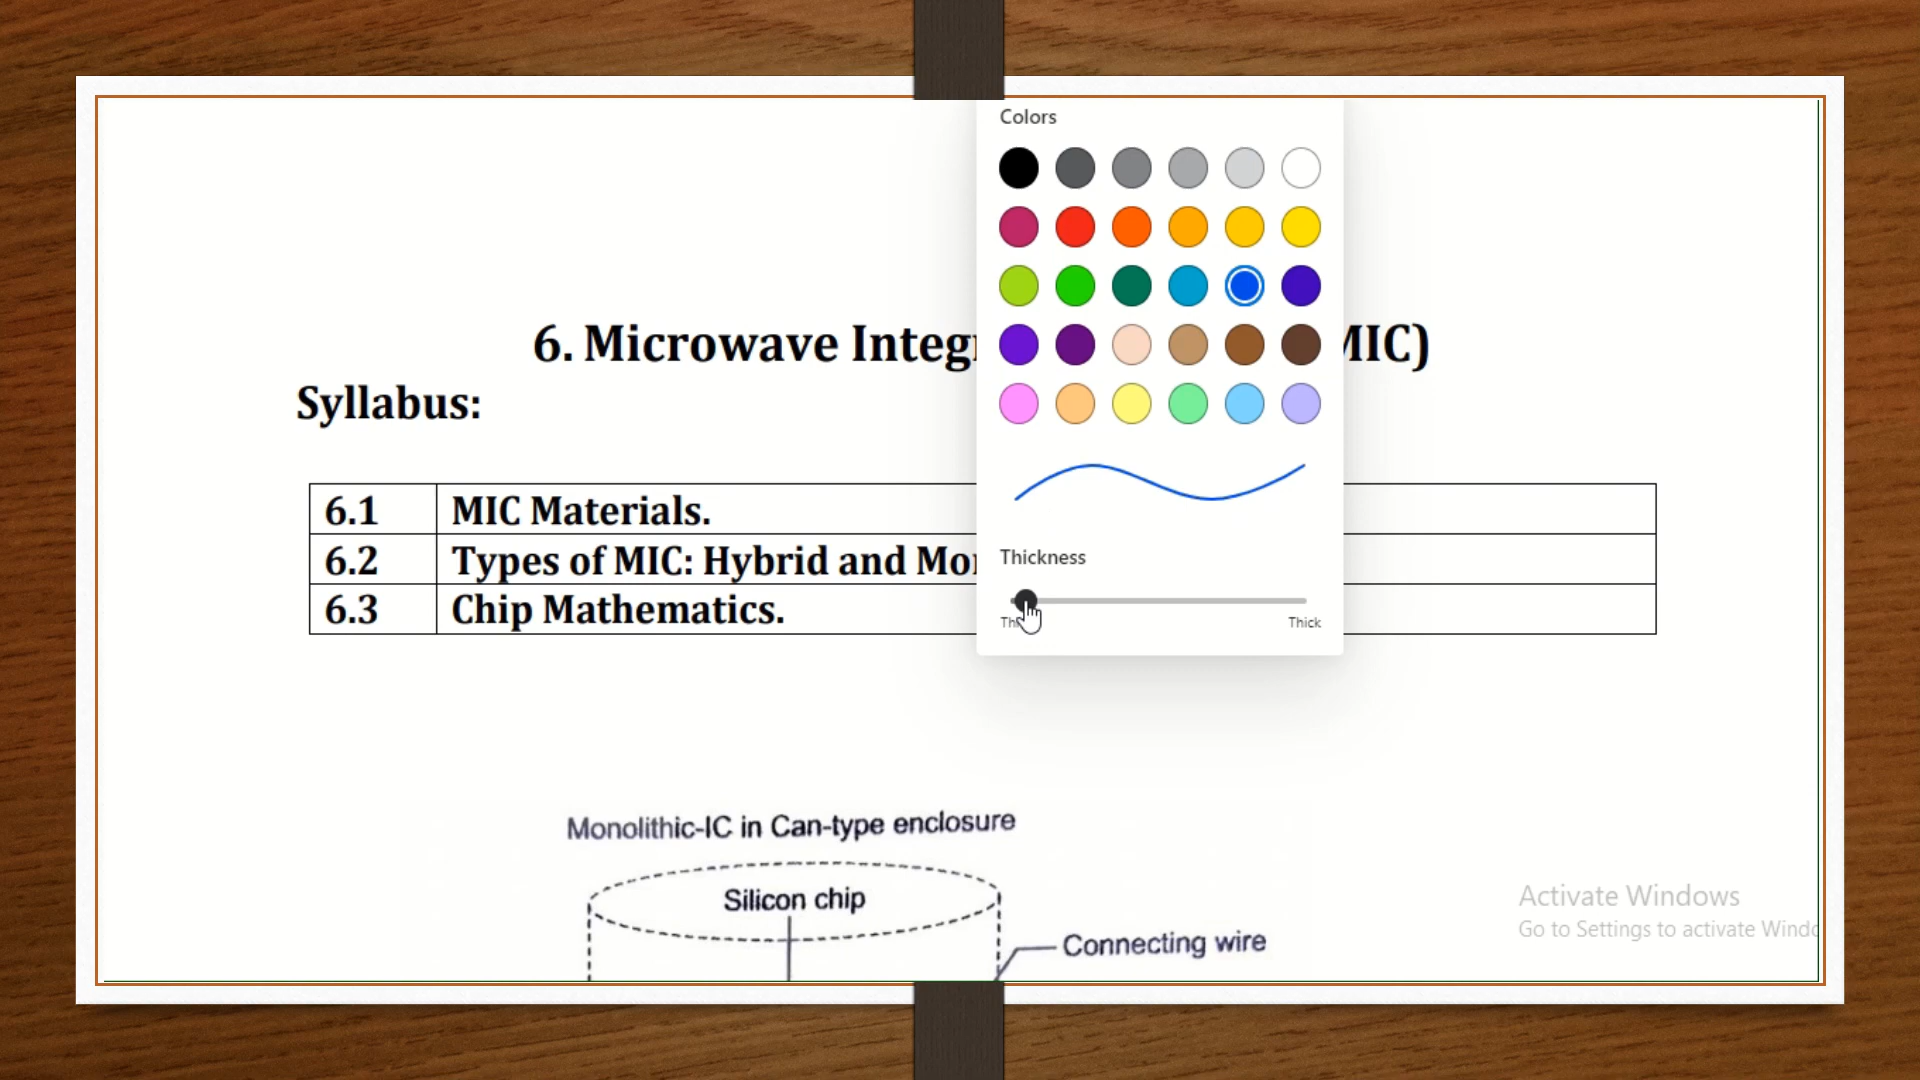 Colors
6. Microwave Integ
MIC)
Syllabus:
6.1 MIC Materials.
6.2 Types of MIC: Hybrid and Mo
6.3 Chip Mathematics.
Thickness
Thick
Monolithic-IC in Can-type enclosure
Silicon chip
Connecting wire
Activate Windows
Go to Settings to activate Windo